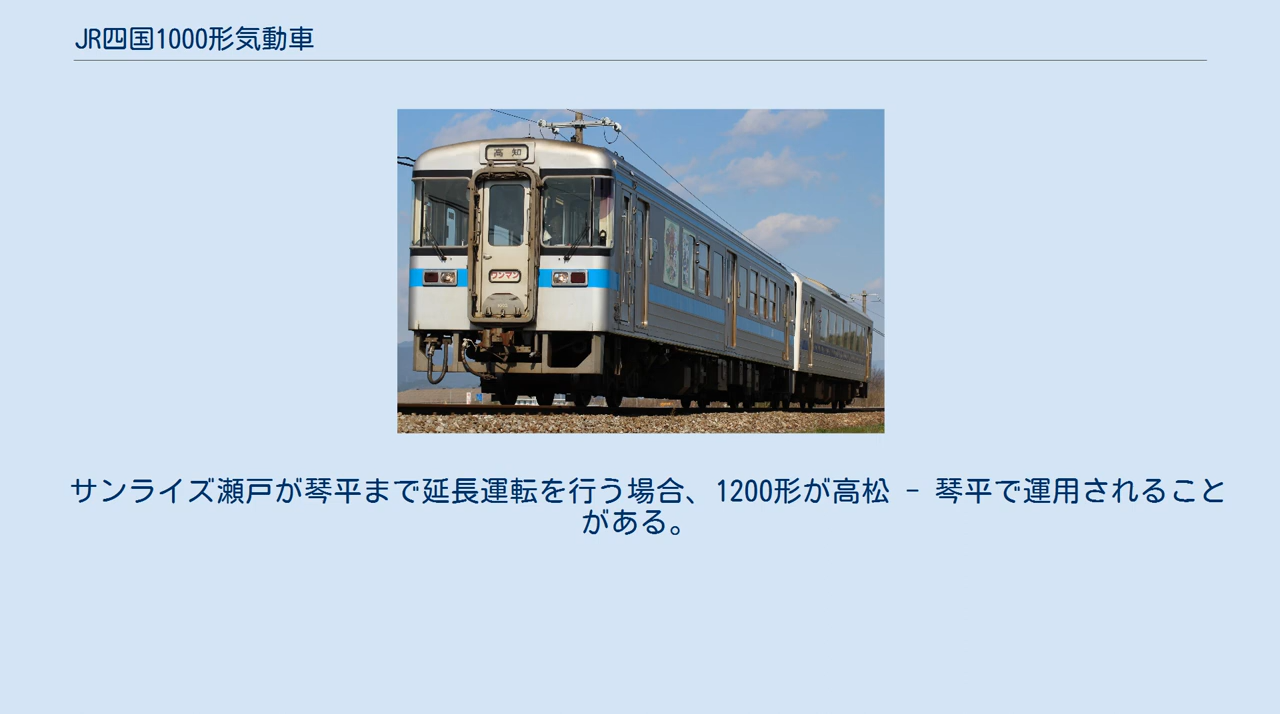 JR四国1000形気動車
高知
ワンマン
サンライズ瀬戸が琴平まで延長運転を行う場合、1200形が高松 - 琴平で運用されること
がある。